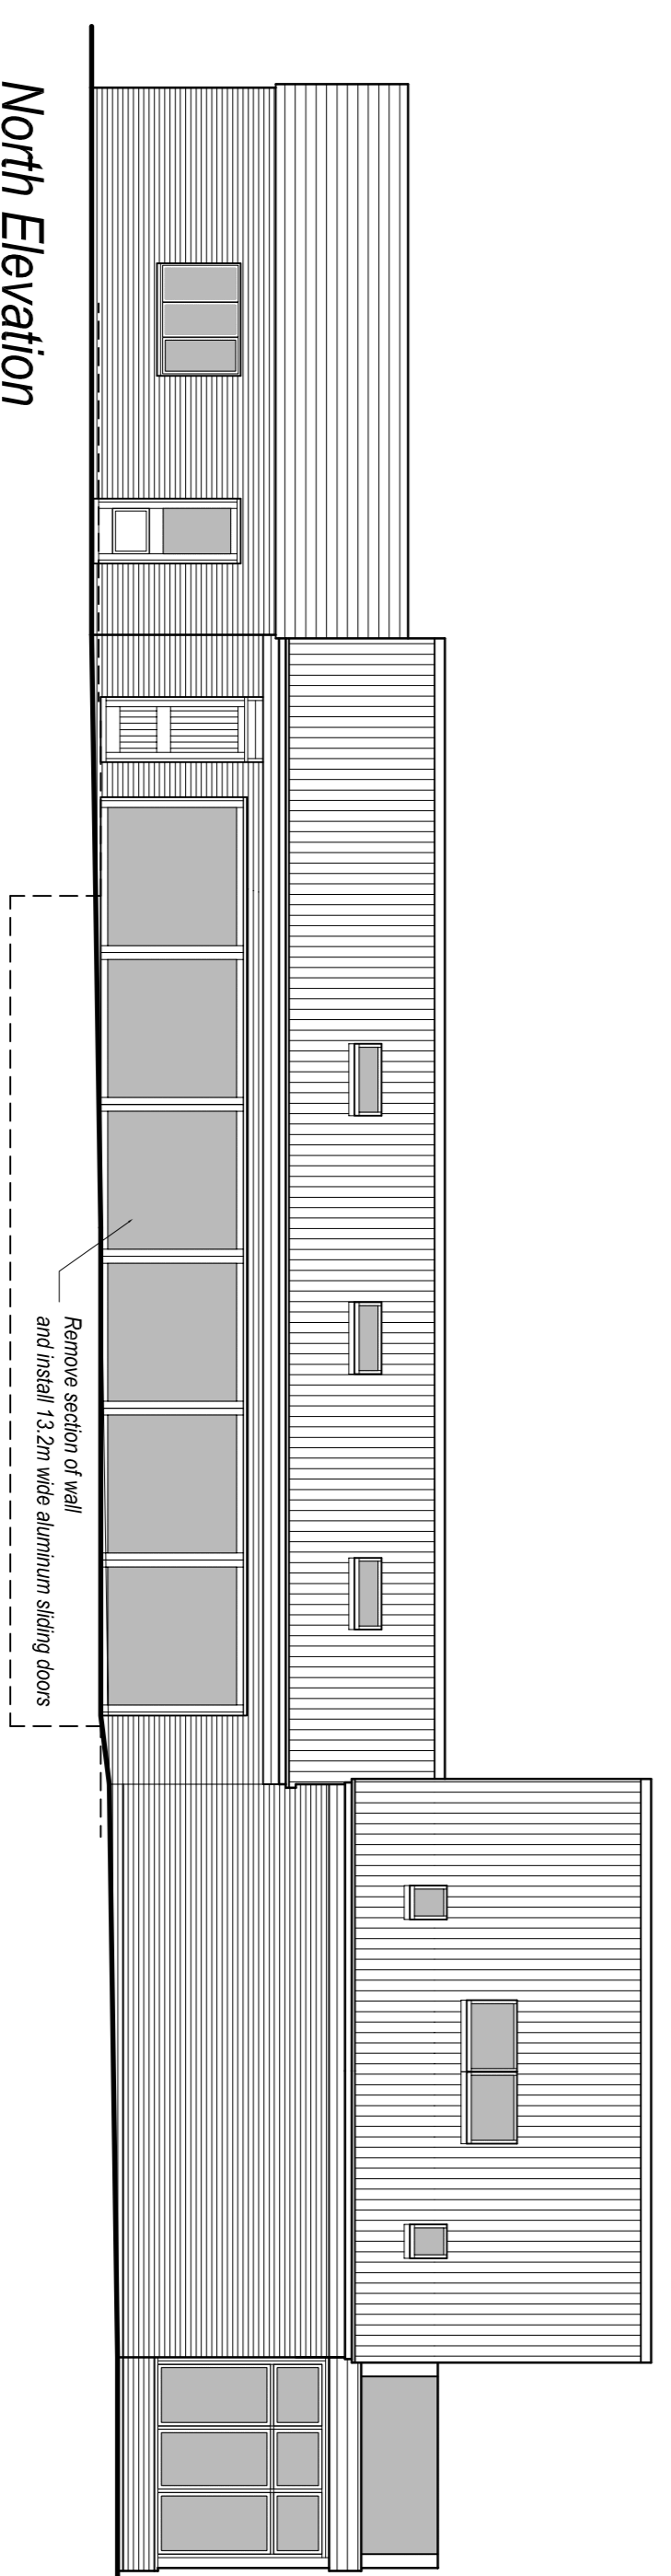 North Elevation
Remove section of wall
and install 13.2m wide aluminum sliding doors